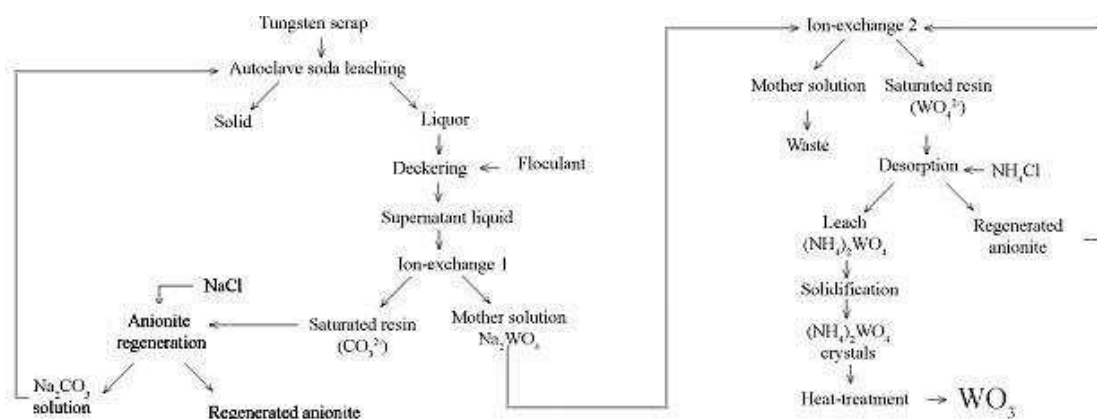 Tungsten scrap
Autoclave soda leaching
Solid
Liquor
Deckering
Floculant
Supernatant liquid
Ion-exchange 1
NaCl
Anionite
regeneration
Saturated resin
(CO₃²⁻)
Mother solution
Na₂WO₄
Na₂CO₃
solution
Regenerated anionite
Ion-exchange 2
Mother solution
Waste
Saturated resin
(WO₄²⁻)
Desorption
NH₄Cl
Leach
(NH₄)₂WO₄
Regenerated
anionite
Solidification
(NH₄)₂WO₄
crystals
Heat-treatment
WO₃